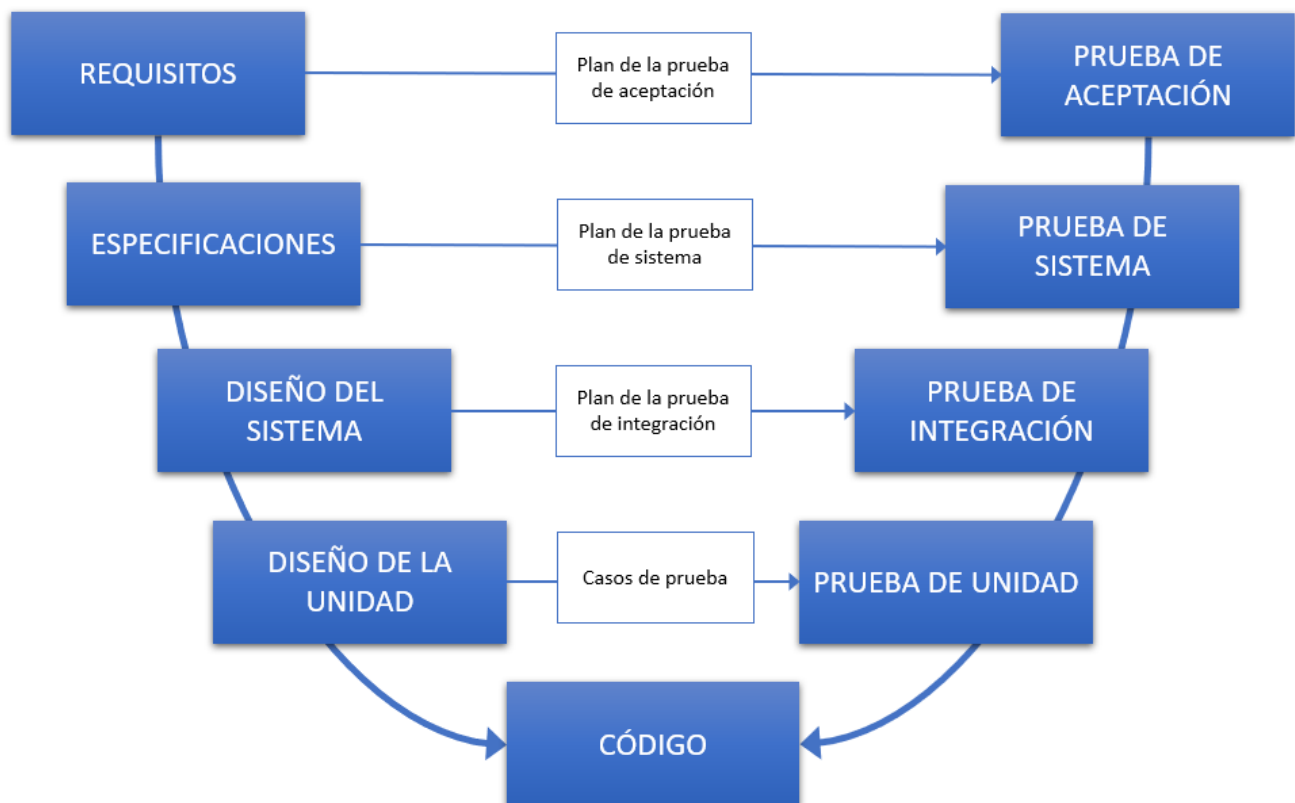 REQUISITOS
Plan de la prueba
de aceptación
PRUEBA DE
ACEPTACIÓN
ESPECIFICACIONES
Plan de la prueba
de sistema
PRUEBA DE
SISTEMA
DISEÑO DEL
SISTEMA
Plan de la prueba
de integración
PRUEBA DE
INTEGRACIÓN
DISEÑO DE LA
UNIDAD
Casos de prueba
PRUEBA DE UNIDAD
CÓDIGO